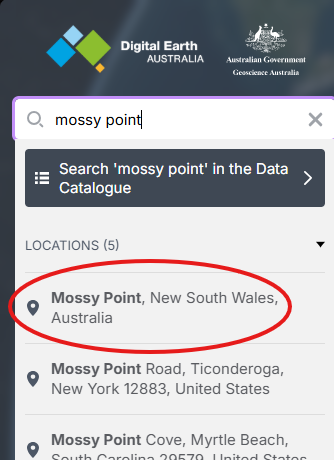 Digital Earth
AUSTRALIA
Australian Government
Geoscience Australia
mossy point
Search 'mossy point' in the Data
Catalogue
LOCATIONS (5)
Mossy Point, New South Wales,
Australia
Mossy Point Road, Ticonderoga,
New York 12883, United States
Mossy Point Cove, Myrtle Beach,
South Carolina 29579, United States